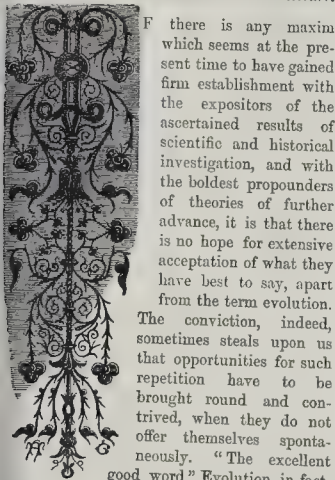 F there is any maxim
which seems at the pre-
sent time to have gained
firm establishment with
the expositors of the
ascertained results of
scientific and historical
investigation, and with
the boldest propounders
of theories of further
advance, it is that there
is no hope for extensive
acceptation of what they
have best to say, apart
from the term evolution.
The conviction, indeed,
sometimes steals upon us
that opportunities for such
repetition have to be
brought round and con-
trived, when they do not
offer themselves sponta-
neously. "The excellent
good word" Evolution in fact